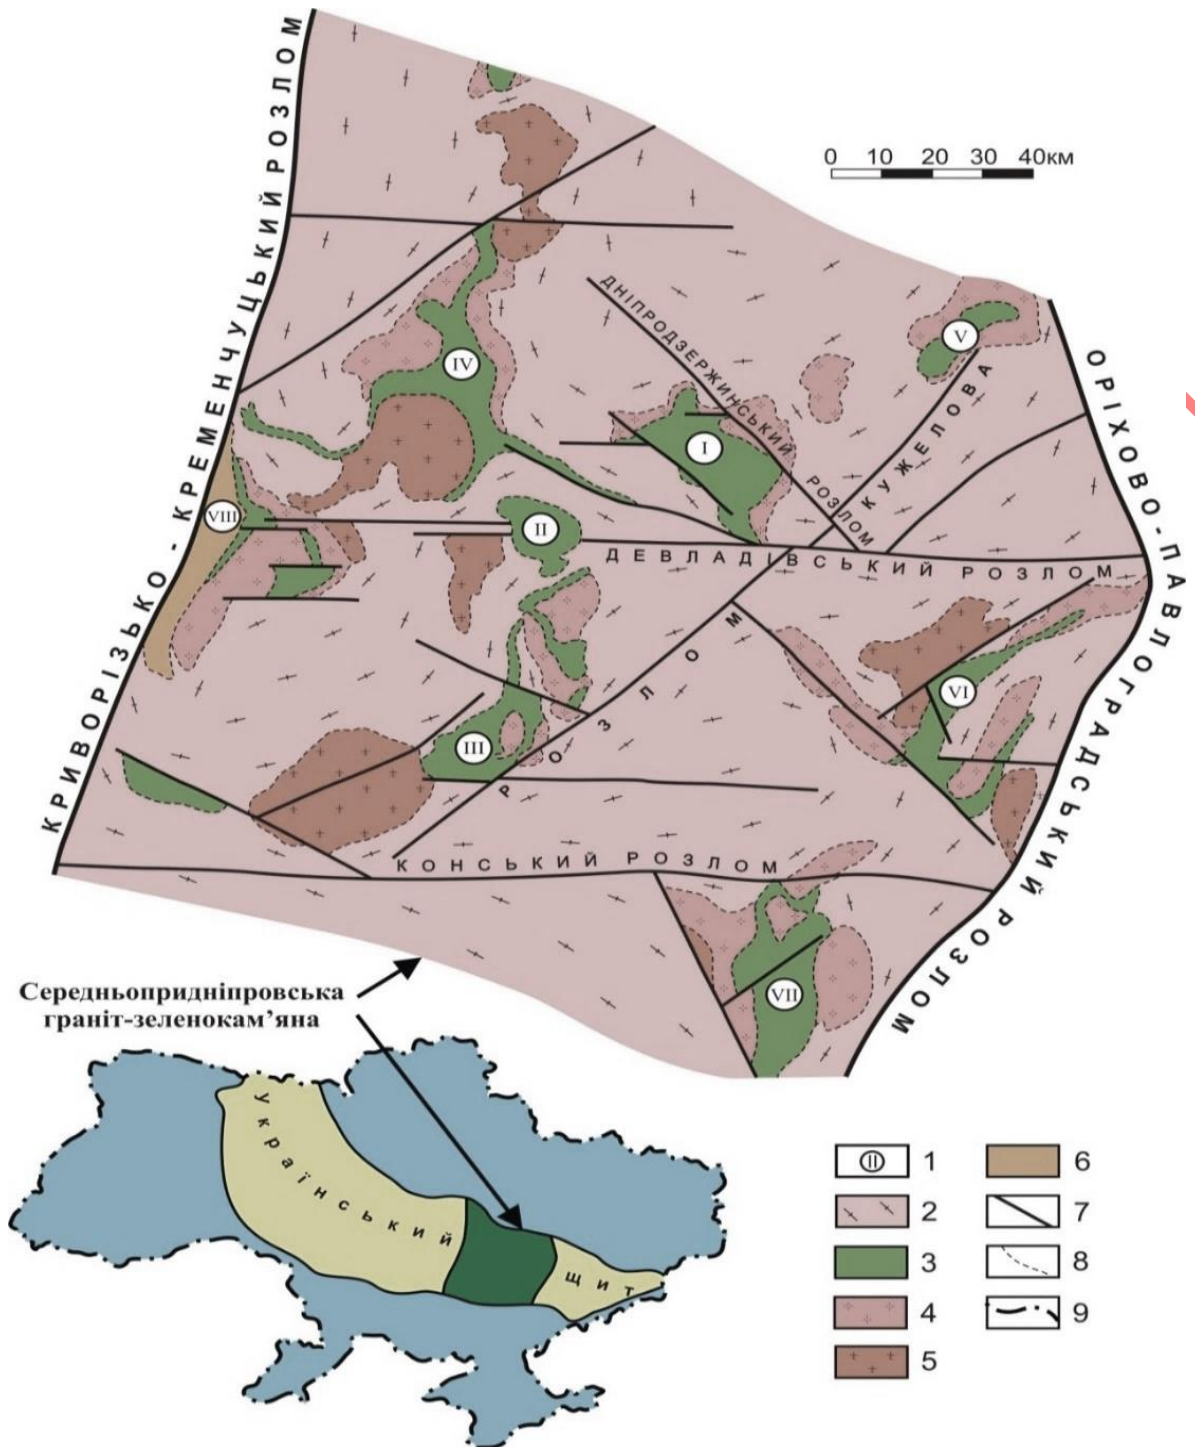 КРИВОРІЗЬКО - КРЕМЕНЧУЦЬКИЙ РОЗЛОМ
0 10 20 30 40км
ДНІПРОДЗЕРЖИНСЬКИЙ РОЗЛОМ
V
ОРІХОВО-ПАВЛОГРАДСЬКИЙ РОЗЛОМ
IV
РОЗЛОМ КУЖЕЛОВА
I
VIII
II
ДЕВЛАДІВСЬКИЙ РОЗЛОМ
VI
III
КОНСЬКИЙ РОЗЛОМ
VII
Середньопридніпровська
граніт-зеленокам’яна
Український щит
II 1
2
3
4
5
6
7
8
9